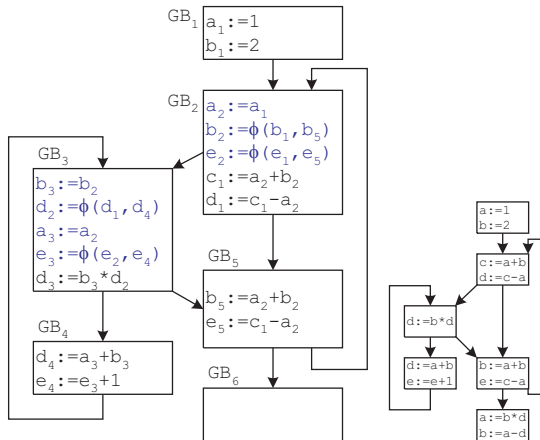 GB₁
a₁:=1
b₁:=2
GB₂
a₂:=a₁
b₂:=ϕ(b₁,b₅)
e₂:=ϕ(e₁,e₅)
c₁:=a₂+b₂
d₁:=c₁-a₂
GB₃
b₃:=b₂
d₂:=ϕ(d₁,d₄)
a₃:=a₂
e₃:=ϕ(e₂,e₄)
d₃:=b₃*d₂
GB₄
d₄:=a₃+b₃
e₄:=e₃+1
GB₅
b₅:=a₂+b₂
e₅:=c₁-a₂
GB₆
a:=1
b:=2
c:=a+b
d:=c-a
d:=b*d
d:=a+b
e:=e+1
b:=a+b
e:=c-a
a:=b*d
b:=a-d